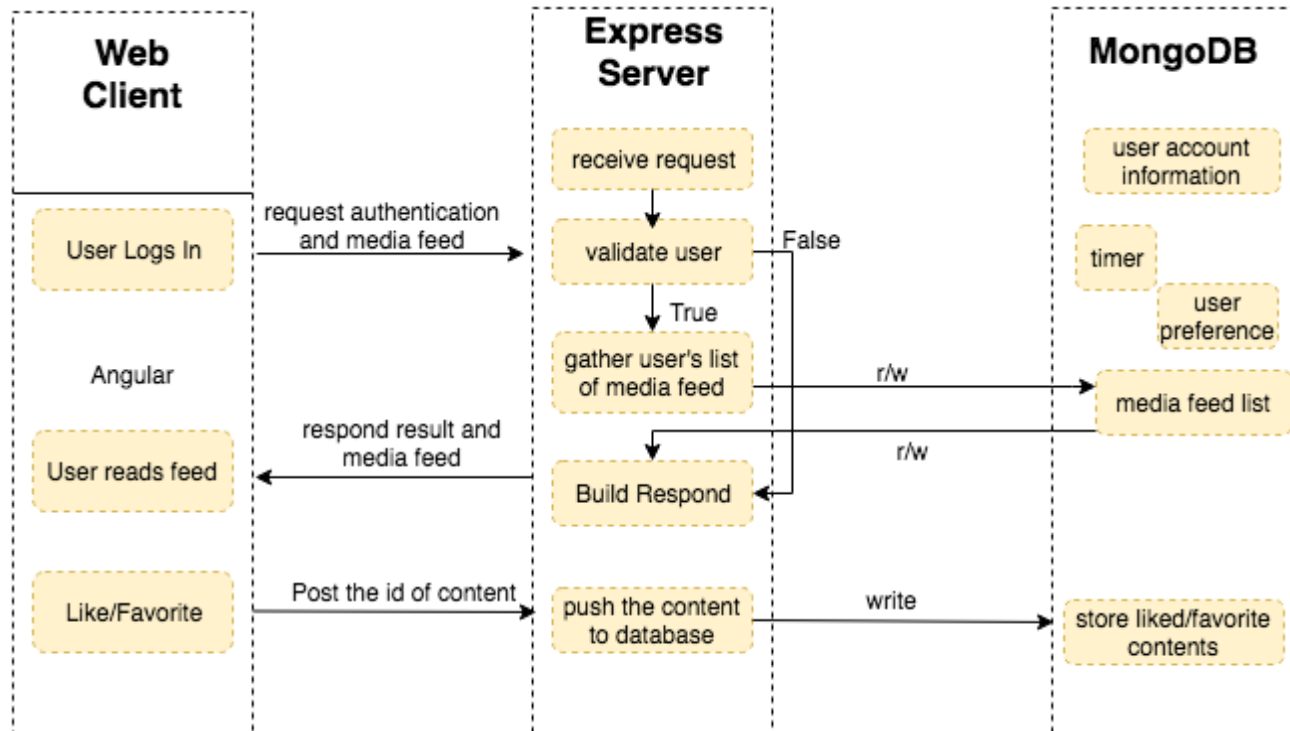 Web
Client
Express
Server
MongoDB
receive request
user account
information
request authentication
and media feed
User Logs In
validate user
False
timer
True
user
preference
gather user's list
of media feed
r/w
media feed list
Angular
respond result and
media feed
r/w
User reads feed
Build Respond
Like/Favorite
Post the id of content
push the content
to database
write
store liked/favorite
contents